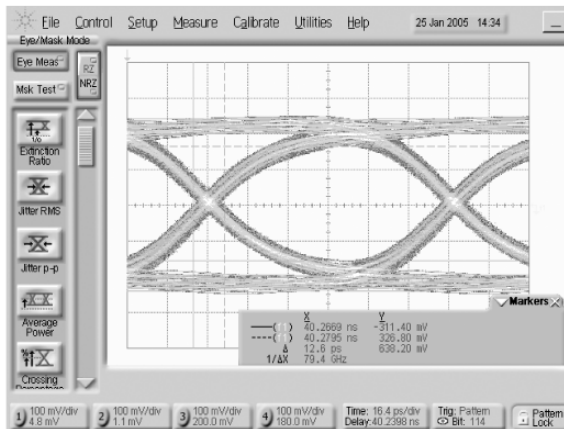 File Control Setup Measure Calibrate Utilities Help 25 Jan 2005 14:34
Eye/Mask Mode
Eye Meas
RZ
NRZ
Msk Test
1/0
Extinction
Ratio
Jitter RMS
Jitter p-p
Average
Power
Crossing
Markers X
X Y
40.2669 ns -311.40 mV
40.2795 ns 326.80 mV
Δ 12.6 ps 638.20 mV
1/ΔX 79.4 GHz
1) 100 mV/div 4.8 mV
2) 100 mV/div 1.1 mV
3) 100 mV/div 200.0 mV
4) 100 mV/div 180.0 mV
Time: 16.4 ps/div
Delay:40.2398 ns
Trig: Pattern
Bit: 114
Pattern
Lock